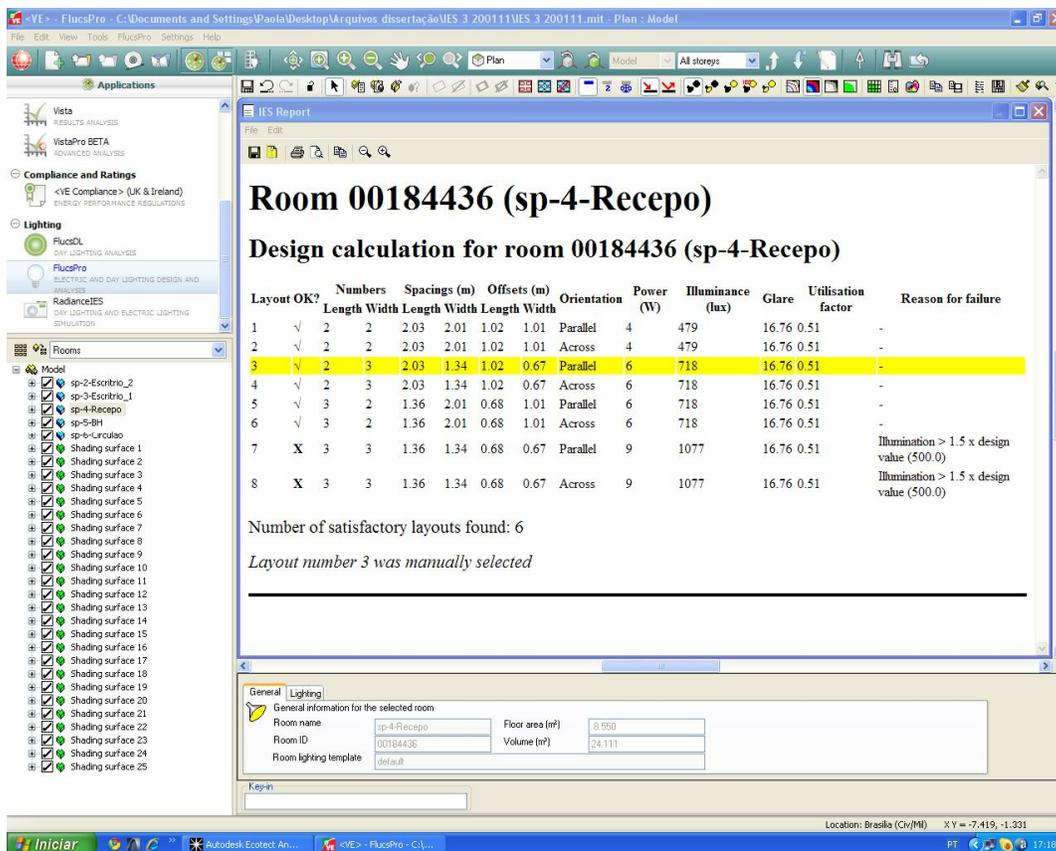 <VE> - FlucsPro - C:\Documents and Settings\Paola\Desktop\Arquivos dissertação\IES 3 200111\IES 3 200111.mit - Plan : Model
File Edit View Tools FlucsPro Settings Help
Plan Model All storeys
Applications
Vista
RESULTS ANALYSIS
VistaPro BETA
ADVANCED ANALYSIS
Compliance and Ratings
<VE Compliance> (UK & Ireland)
ENERGY PERFORMANCE REGULATIONS
Lighting
FlucsDL
DAY LIGHTING ANALYSIS
FlucsPro
ELECTRIC AND DAY LIGHTING DESIGN AND
ANALYSIS
RadianceIES
DAY LIGHTING AND ELECTRIC LIGHTING
SIMULATION
Rooms
Model
sp-2-Escritrio_2
sp-3-Escritrio_1
sp-4-Recepo
sp-5-BH
sp-6-Circulao
Shading surface 1
Shading surface 2
Shading surface 3
Shading surface 4
Shading surface 5
Shading surface 6
Shading surface 7
Shading surface 8
Shading surface 9
Shading surface 10
Shading surface 11
Shading surface 12
Shading surface 13
Shading surface 14
Shading surface 15
Shading surface 16
Shading surface 17
Shading surface 18
Shading surface 19
Shading surface 20
Shading surface 21
Shading surface 22
Shading surface 23
Shading surface 24
Shading surface 25
IES Report
File Edit
Room 00184436 (sp-4-Recepo)
Design calculation for room 00184436 (sp-4-Recepo)
Layout OK? Numbers Spacings (m) Offsets (m) Orientation Power (W) Illuminance (lux) Glare Utilisation factor Reason for failure
Length Width Length Width Length Width
1 √ 2 2 2.03 2.01 1.02 1.01 Parallel 4 479 16.76 0.51 -
2 √ 2 2 2.03 2.01 1.02 1.01 Across 4 479 16.76 0.51 -
3 √ 2 3 2.03 1.34 1.02 0.67 Parallel 6 718 16.76 0.51 -
4 √ 2 3 2.03 1.34 1.02 0.67 Across 6 718 16.76 0.51 -
5 √ 3 2 1.36 2.01 0.68 1.01 Parallel 6 718 16.76 0.51 -
6 √ 3 2 1.36 2.01 0.68 1.01 Across 6 718 16.76 0.51 -
7 X 3 3 1.36 1.34 0.68 0.67 Parallel 9 1077 16.76 0.51 Illumination > 1.5 x design
value (500.0)
8 X 3 3 1.36 1.34 0.68 0.67 Across 9 1077 16.76 0.51 Illumination > 1.5 x design
value (500.0)
Number of satisfactory layouts found: 6
Layout number 3 was manually selected
General Lighting
General information for the selected room
Room name sp-4-Recepo Floor area (m²) 8.550
Room ID 00184436 Volume (m³) 24.111
Room lighting template default
Key-in
Location: Brasilia (Civ/Mil) X Y = -7.419, -1.331
Iniciar Autodesk Ecotect An... <VE> - FlucsPro - C:\... PT 17:18